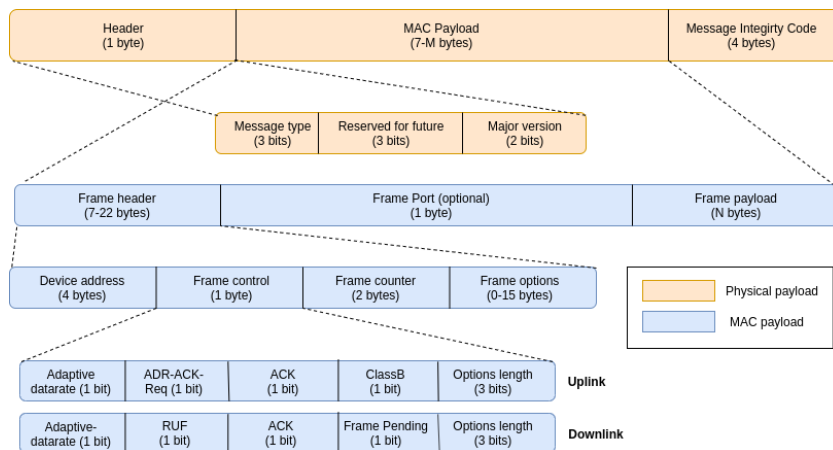 Header
(1 byte)
MAC Payload
(7-M bytes)
Message Integirty Code
(4 bytes)
Message type
(3 bits)
Reserved for future
(3 bits)
Major version
(2 bits)
Frame header
(7-22 bytes)
Frame Port (optional)
(1 byte)
Frame payload
(N bytes)
Device address
(4 bytes)
Frame control
(1 byte)
Frame counter
(2 bytes)
Frame options
(0-15 bytes)
Physical payload
MAC payload
Adaptive
datarate (1 bit)
ADR-ACK-
Req (1 bit)
ACK
(1 bit)
ClassB
(1 bit)
Options length
(3 bits)
Uplink
Adaptive-
datarate (1 bit)
RUF
(1 bit)
ACK
(1 bit)
Frame Pending
(1 bit)
Options length
(3 bits)
Downlink